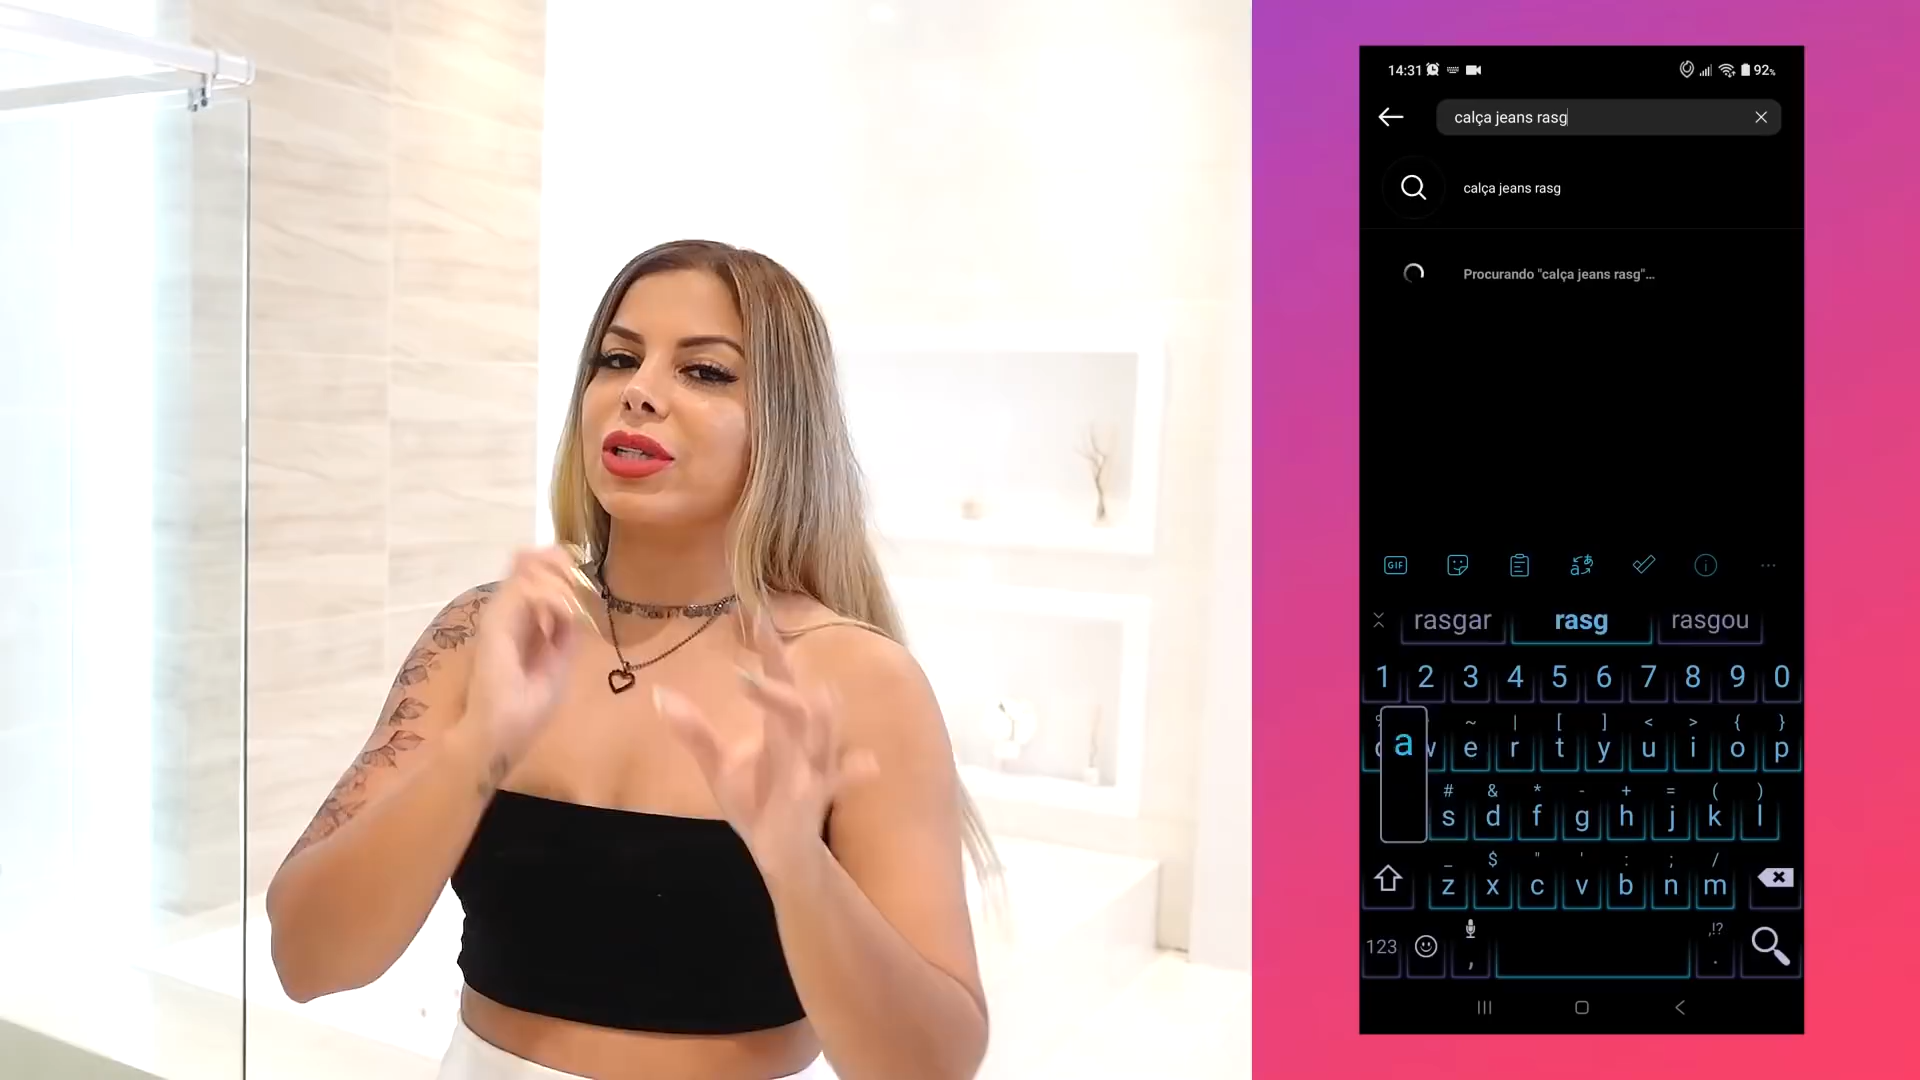 14:31
92%
calça jeans rasg
calça jeans rasg
Procurando "calça jeans rasg"...
GIF
rasgar rasg rasgou
1 2 3 4 5 6 7 8 9 0
~ | [ ] < > { }
a e r t y u i o p
# & * - + = ( )
s d f g h j k l
_ $ " ' : ; /
z x c v b n m
,!?
123 , .